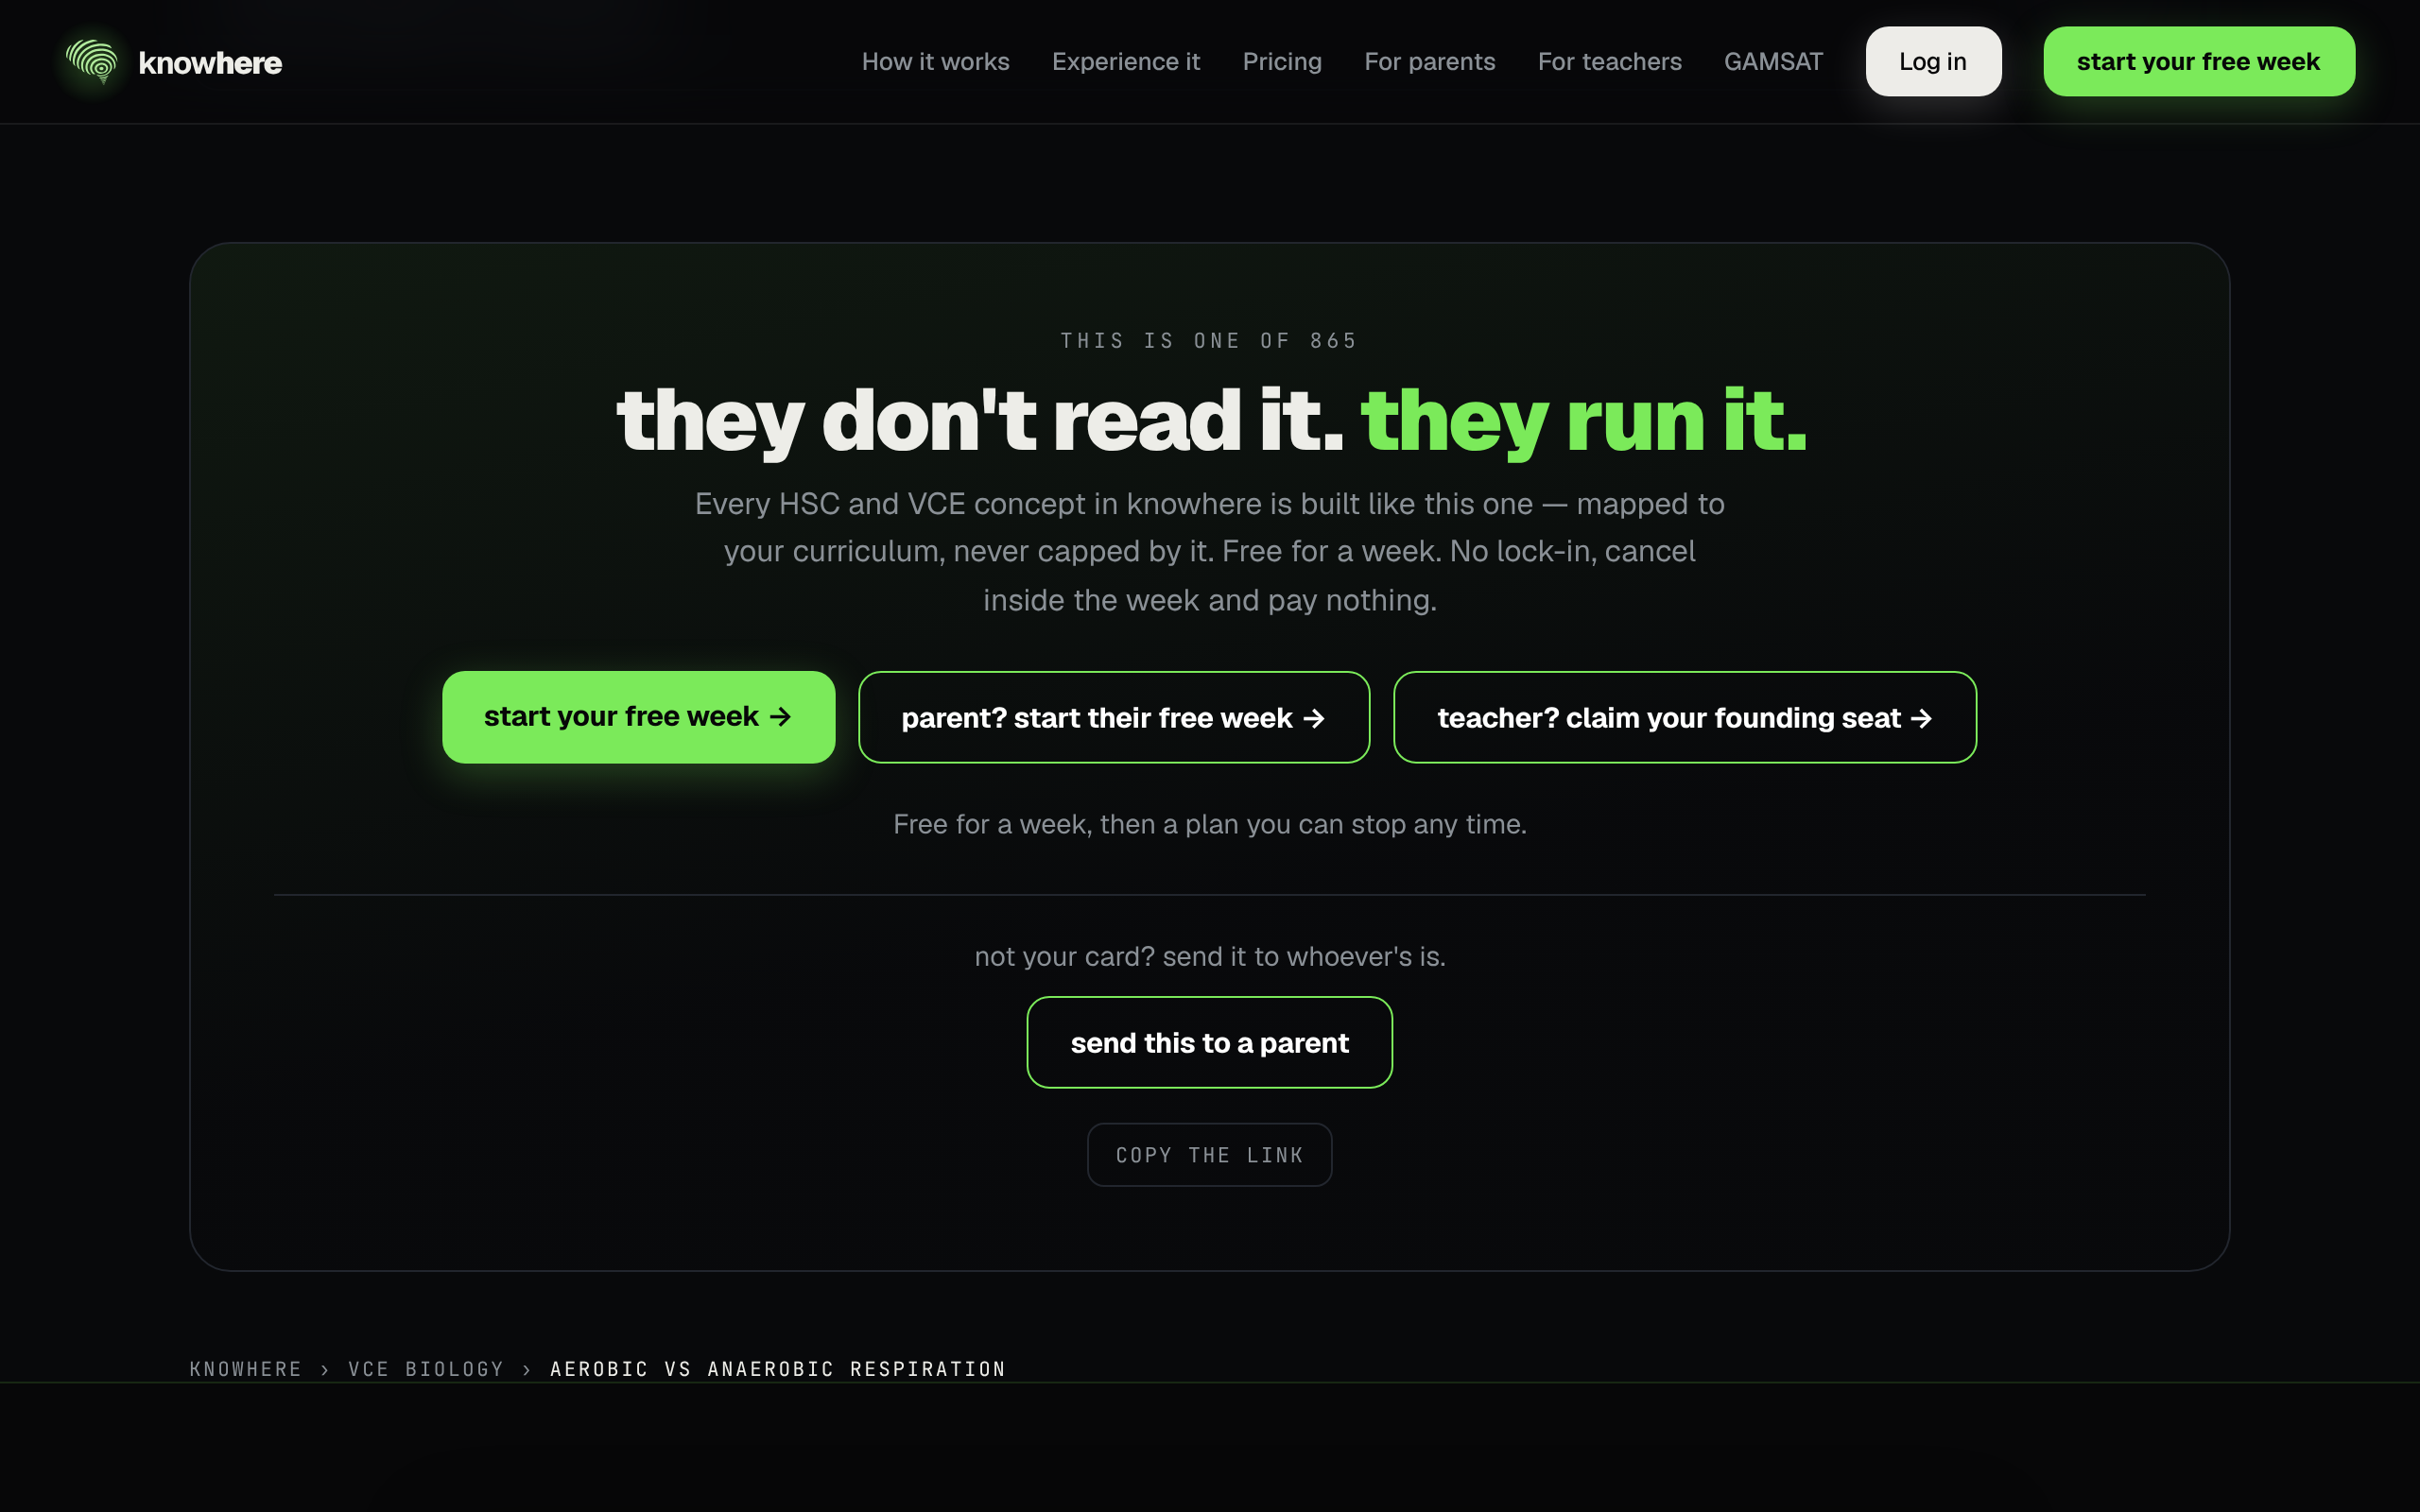 knowhere
How it works
Experience it
Pricing
For parents
For teachers
GAMSAT
Log in
start your free week
THIS IS ONE OF 865
they don't read it. they run it.
Every HSC and VCE concept in knowhere is built like this one — mapped to
your curriculum, never capped by it. Free for a week. No lock-in, cancel
inside the week and pay nothing.
start your free week →
parent? start their free week →
teacher? claim your founding seat →
Free for a week, then a plan you can stop any time.
not your card? send it to whoever's is.
send this to a parent
COPY THE LINK
KNOWHERE › VCE BIOLOGY › AEROBIC VS ANAEROBIC RESPIRATION